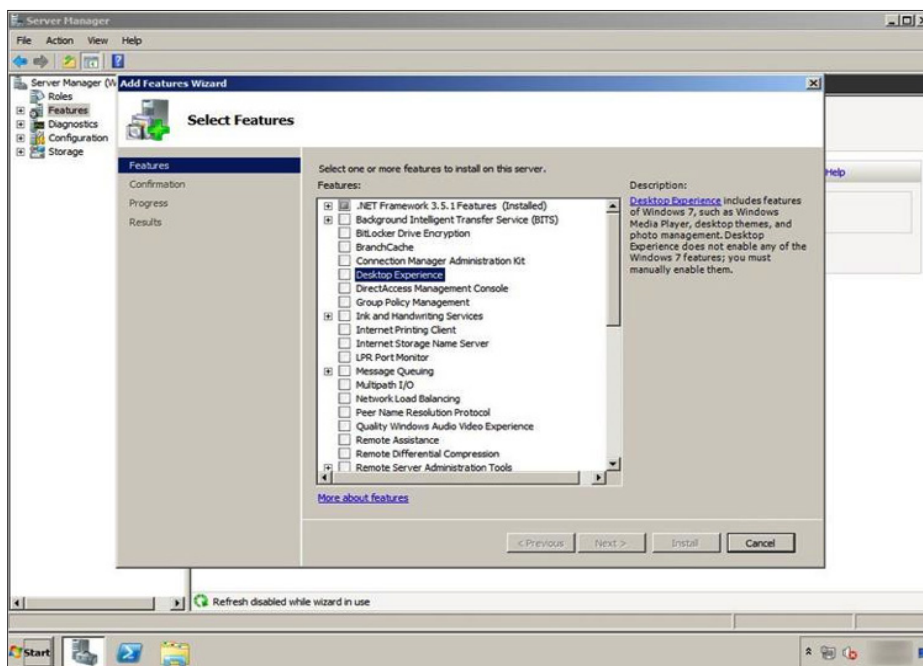 Server Manager
File Action View Help
Server Manager (W
Roles
Features
Diagnostics
Configuration
Storage
Add Features Wizard
Select Features
Features
Confirmation
Progress
Results
Select one or more features to install on this server.
Features:
.NET Framework 3.5.1 Features (Installed)
Background Intelligent Transfer Service (BITS)
BitLocker Drive Encryption
BranchCache
Connection Manager Administration Kit
Desktop Experience
DirectAccess Management Console
Group Policy Management
Ink and Handwriting Services
Internet Printing Client
Internet Storage Name Server
LPR Port Monitor
Message Queuing
Multipath I/O
Network Load Balancing
Peer Name Resolution Protocol
Quality Windows Audio Video Experience
Remote Assistance
Remote Differential Compression
Remote Server Administration Tools
More about features
Description:
Desktop Experience includes features
of Windows 7, such as Windows
Media Player, desktop themes, and
photo management. Desktop
Experience does not enable any of the
Windows 7 features; you must
manually enable them.
Help
< Previous Next > Install Cancel
Refresh disabled while wizard in use
Start